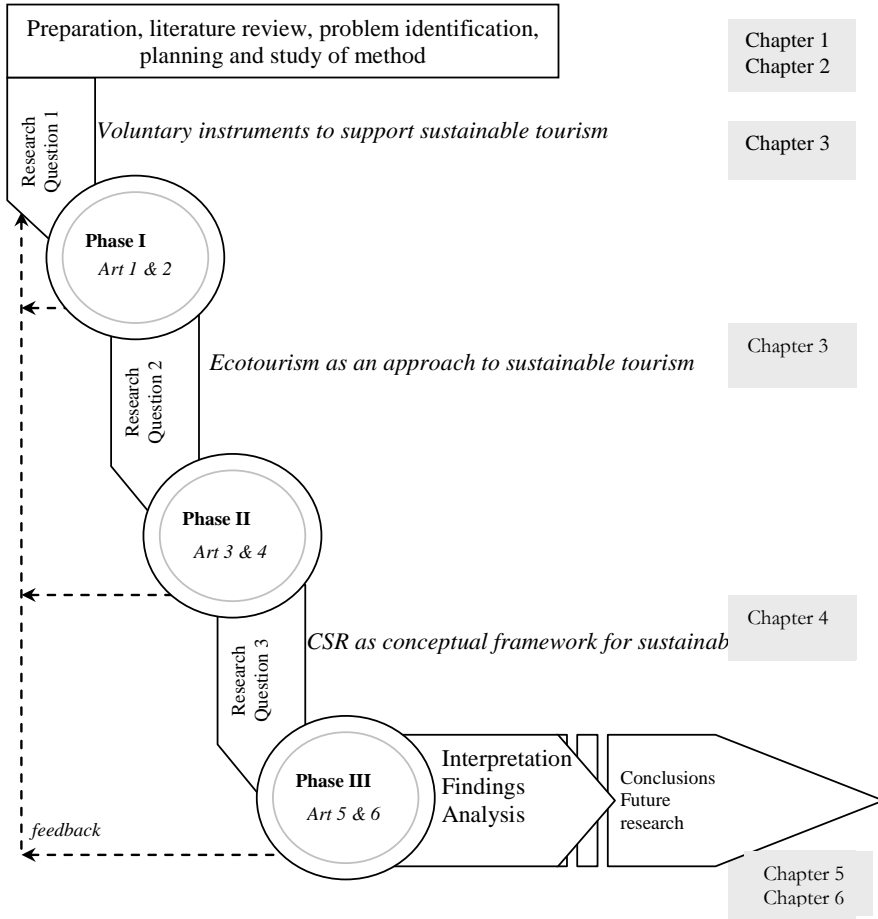 Preparation, literature review, problem identification,
planning and study of method
Chapter 1
Chapter 2
Research
Question 1
Voluntary instruments to support sustainable tourism
Chapter 3
Phase I
Art 1 & 2
Research
Question 2
Ecotourism as an approach to sustainable tourism
Chapter 3
Phase II
Art 3 & 4
Research
Question 3
CSR as conceptual framework for sustainab
Chapter 4
Phase III
Art 5 & 6
Interpretation
Findings
Analysis
Conclusions
Future
research
feedback
Chapter 5
Chapter 6